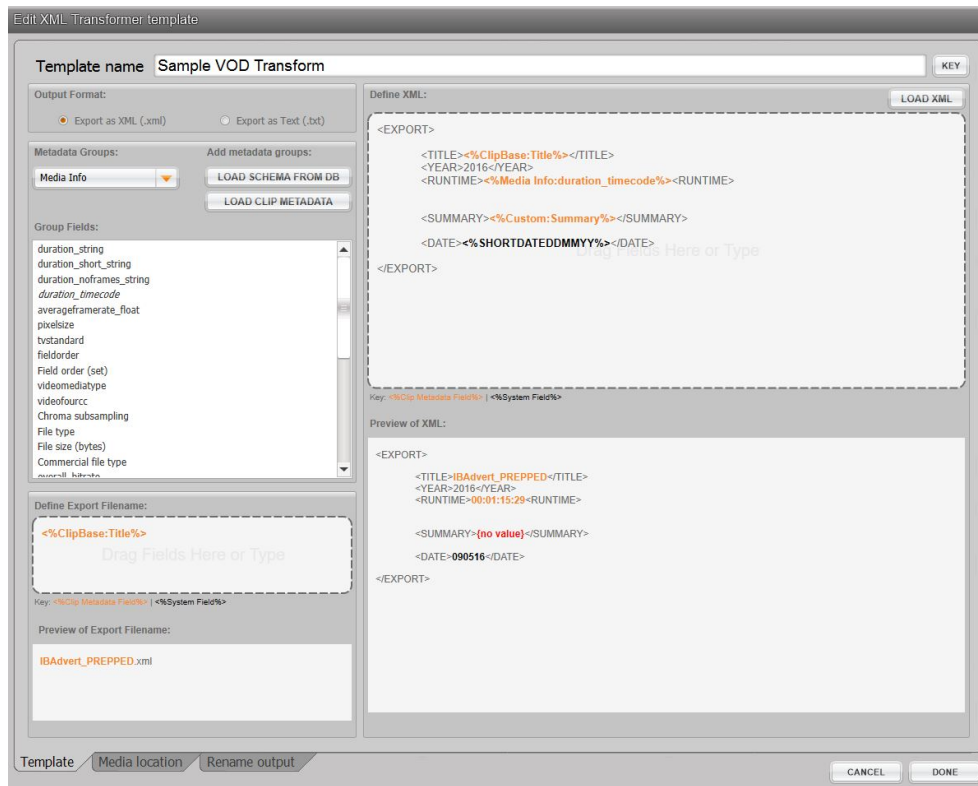 Edit XML Transformer template
Template name
Sample VOD Transform
KEY
Output Format:
Export as XML (.xml)
Export as Text (.txt)
Metadata Groups:
Add metadata groups:
Media Info
LOAD SCHEMA FROM DB
LOAD CLIP METADATA
Group Fields:
duration_string
duration_short_string
duration_noframes_string
duration_timecode
averageframerate_float
pixelsize
tvstandard
fieldorder
Field order (set)
videomediatype
videofourcc
Chroma subsampling
File type
File size (bytes)
Commercial file type
overall_bitrate
Define Export Filename:
<%ClipBase:Title%>
Drag Fields Here or Type
Key: <%Clip Metadata Field%> | <%System Field%>
Preview of Export Filename:
IBAdvert_PREPPED.xml
Define XML:
LOAD XML
<EXPORT>
<TITLE><%ClipBase:Title%></TITLE>
<YEAR>2016</YEAR>
<RUNTIME><%Media Info:duration_timecode%><RUNTIME>
<SUMMARY><%Custom:Summary%></SUMMARY>
<DATE><%SHORTDATEDDMMYY%></DATE>
Drag Fields Here or Type
</EXPORT>
Key: <%Clip Metadata Field%> | <%System Field%>
Preview of XML:
<EXPORT>
<TITLE>IBAdvert_PREPPED</TITLE>
<YEAR>2016</YEAR>
<RUNTIME>00:01:15:29<RUNTIME>
<SUMMARY>{no value}</SUMMARY>
<DATE>090516</DATE>
</EXPORT>
Template
Media location
Rename output
CANCEL
DONE